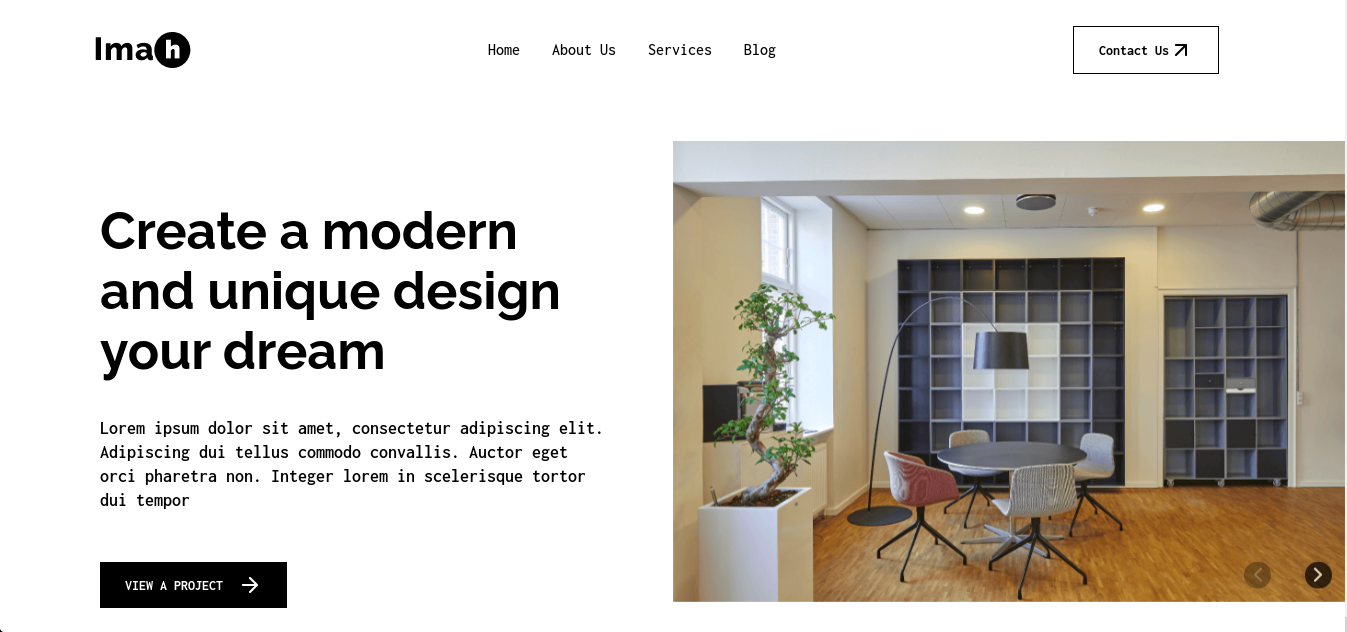 Imah
Home About Us Services Blog
Contact Us
Create a modern
and unique design
your dream
Lorem ipsum dolor sit amet, consectetur adipiscing elit.
Adipiscing dui tellus commodo convallis. Auctor eget
orci pharetra non. Integer lorem in scelerisque tortor
dui tempor
VIEW A PROJECT